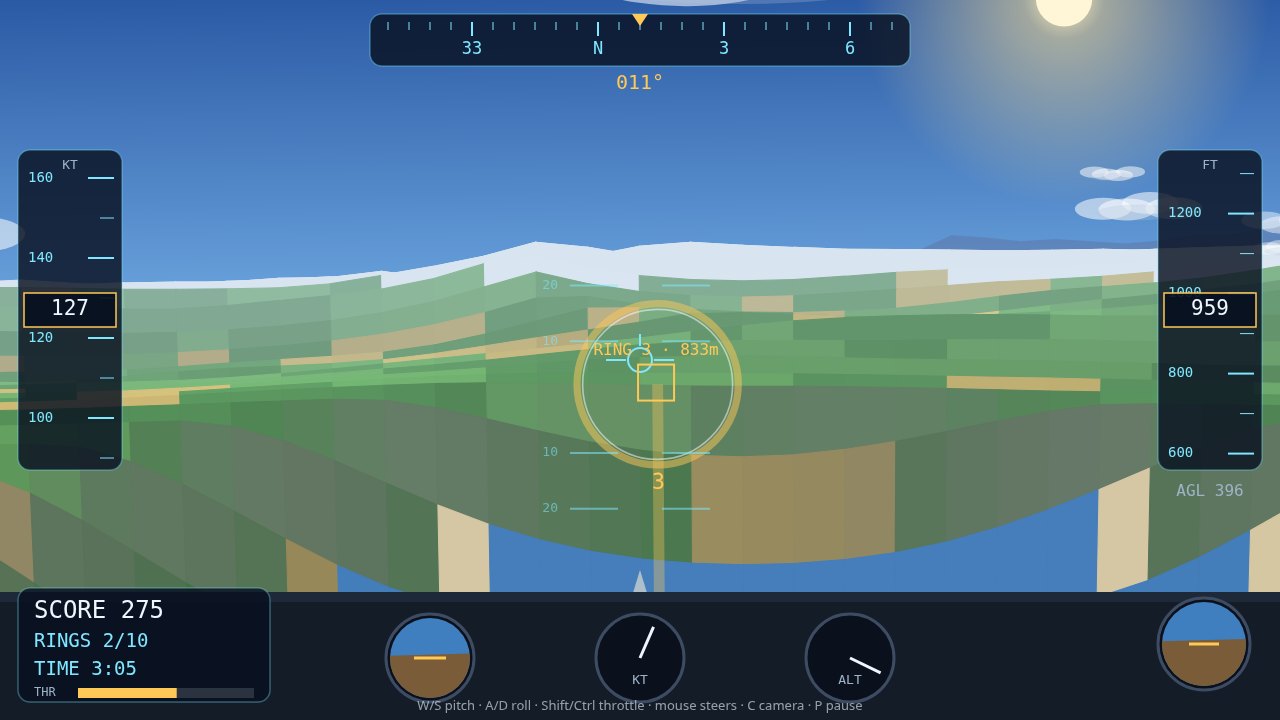 33 N 3 6
011°
KT
160
140
127
120
100
FT
1200
1000
959
800
600
AGL 396
20 
RING 3 · 833m
10
10
3
20
SCORE 275
RINGS 2/10
TIME 3:05
THR
KT
ALT
W/S pitch · A/D roll · Shift/Ctrl throttle · mouse steers · C camera · P pause